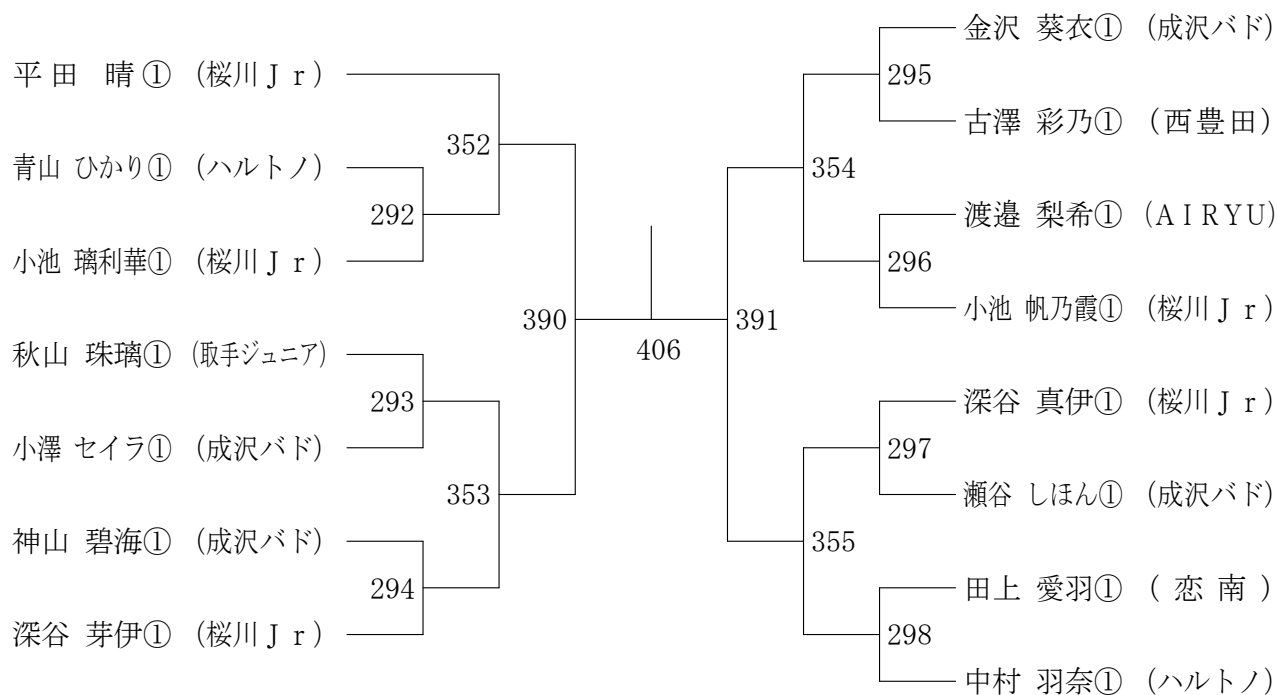 平田 晴① (桜川Ｊｒ)
352
青山 ひかり① (ハルトノ)
292
小池 璃利華① (桜川Ｊｒ)
390
秋山 珠璃① (取手ジュニア)
293
小澤 セイラ① (成沢バド)
353
神山 碧海① (成沢バド)
294
深谷 芽伊① (桜川Ｊｒ)
406
金沢 葵衣① (成沢バド)
295
古澤 彩乃① (西豊田)
354
渡邉 梨希① (ＡＩＲＹＵ)
296
小池 帆乃霞① (桜川Ｊｒ)
391
深谷 真伊① (桜川Ｊｒ)
297
瀬谷 しほん① (成沢バド)
355
田上 愛羽① (恋南)
298
中村 羽奈① (ハルトノ)